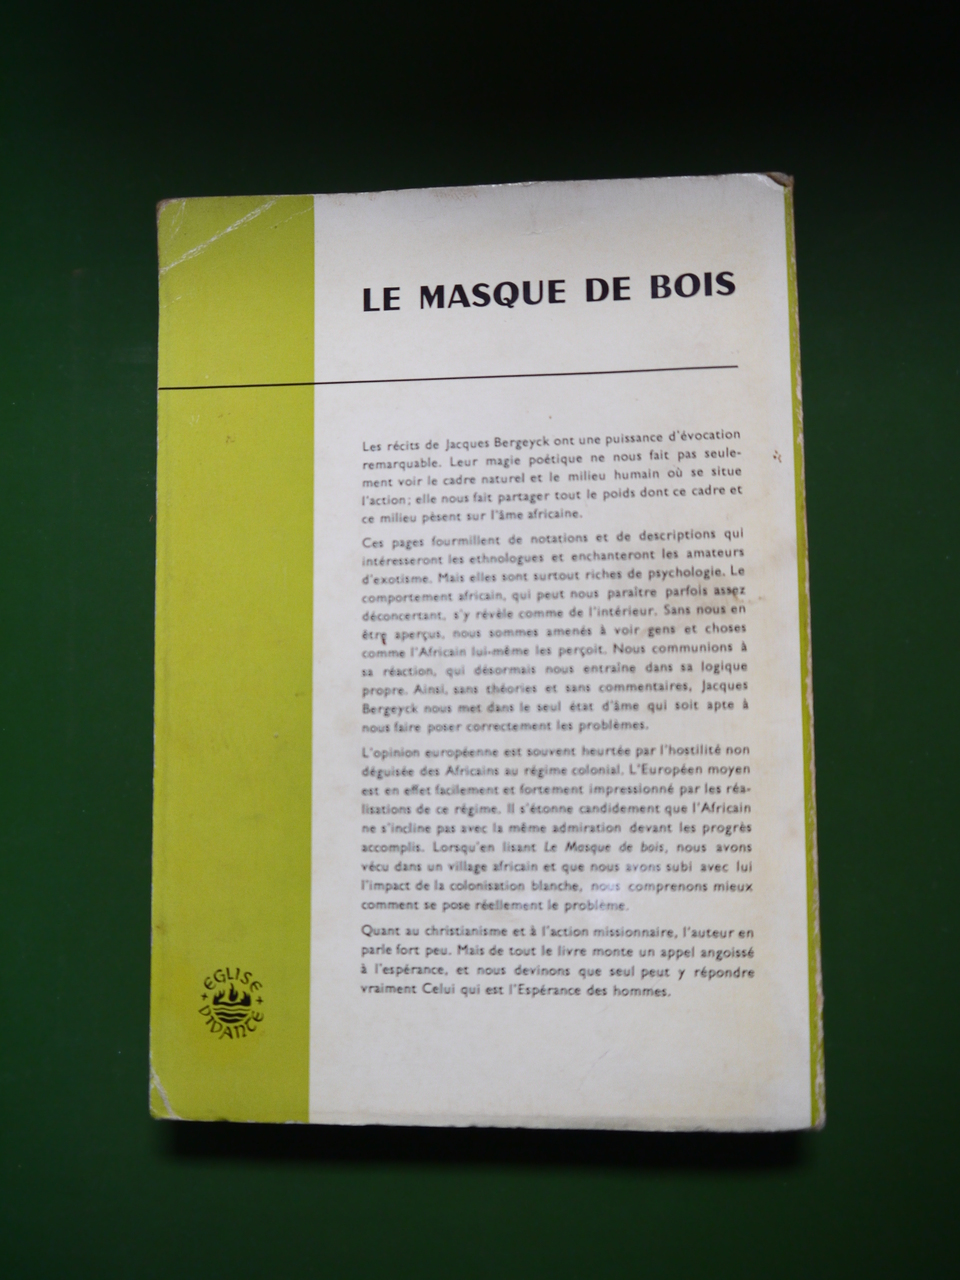 LE MASQUE DE BOIS
Les récits de Jacques Bergeyck ont une puissance d'évocation
remarquable. Leur magie poétique ne nous fait pas seule-
ment voir le cadre naturel et le milieu humain où se situe
l'action; elle nous fait partager tout le poids dont ce cadre et
ce milieu pèsent sur l'âme africaine.
Ces pages fourmillent de notations et de descriptions qui
intéresseront les ethnologues et enchanteront les amateurs
d'exotisme. Mais elles sont surtout riches de psychologie. Le
comportement africain, qui peut nous paraître parfois assez
déconcertant, s'y révèle comme de l'intérieur. Sans nous en
être aperçus, nous sommes amenés à voir gens et choses
comme l'Africain lui-même les perçoit. Nous communions à
sa réaction, qui désormais nous entraîne dans sa logique
propre. Ainsi, sans théories et sans commentaires, Jacques
Bergeyck nous met dans le seul état d'âme qui soit apte à
nous faire poser correctement les problèmes.
L'opinion européenne est souvent heurtée par l'hostilité non
déguisée des Africains au régime colonial. L'Européen moyen
est en effet facilement et fortement impressionné par les réa-
lisations de ce régime. Il s'étonne candidement que l'Africain
ne s'incline pas avec la même admiration devant les progrès
accomplis. Lorsqu'en lisant Le Masque de bois, nous avons
vécu dans un village africain et que nous avons subi avec lui
l'impact de la colonisation blanche, nous comprenons mieux
comment se pose réellement le problème.
Quant au christianisme et à l'action missionnaire, l'auteur en
parle fort peu. Mais de tout le livre monte un appel angoissé
à l'espérance, et nous devinons que seul peut y répondre
vraiment Celui qui est l'Espérance des hommes.
EGLISE
VIVANTE